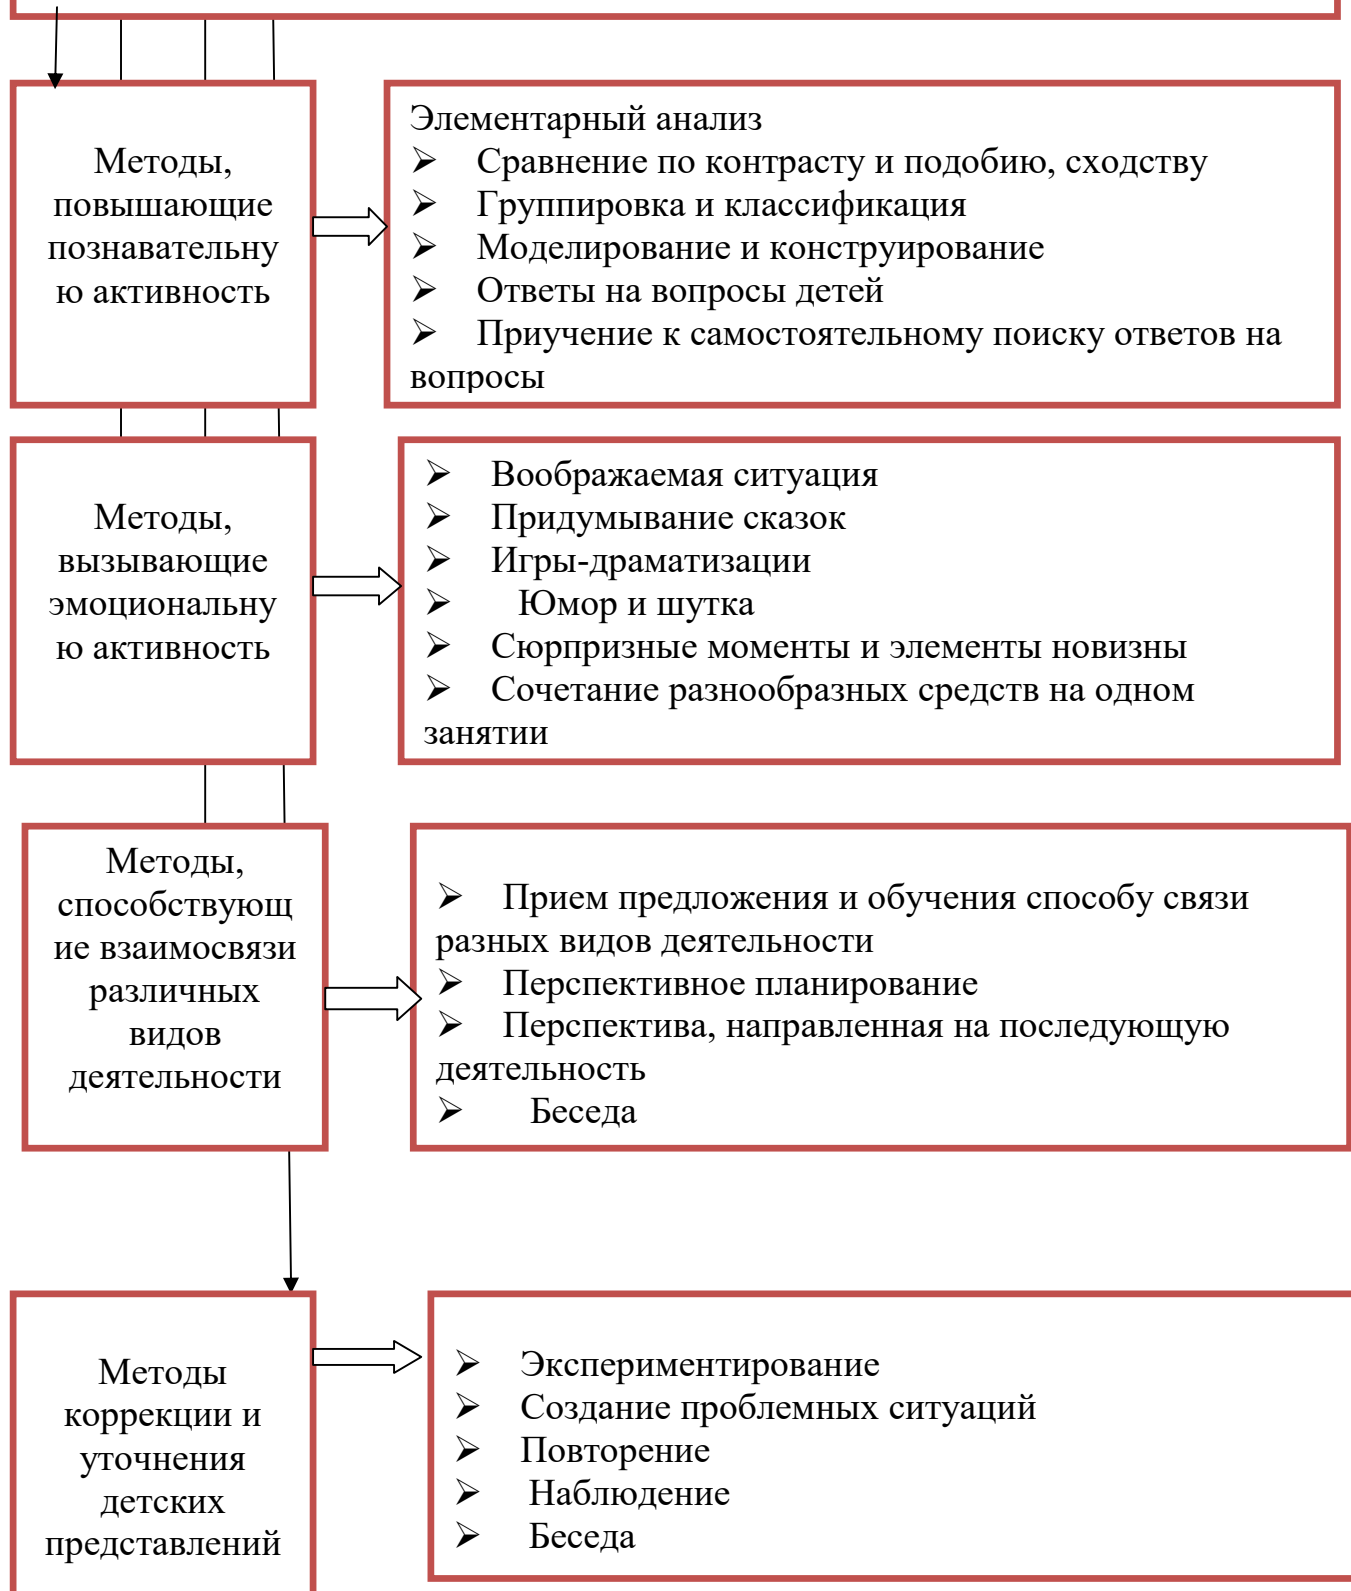 Методы,
повышающие
познавательну
ю активность
Элементарный анализ
➢ Сравнение по контрасту и подобию, сходству
➢ Группировка и классификация
➢ Моделирование и конструирование
➢ Ответы на вопросы детей
➢ Приучение к самостоятельному поиску ответов на
вопросы
Методы,
вызывающие
эмоциональну
ю активность
➢ Воображаемая ситуация
➢ Придумывание сказок
➢ Игры-драматизации
➢ Юмор и шутка
➢ Сюрпризные моменты и элементы новизны
➢ Сочетание разнообразных средств на одном
занятии
Методы,
способствующ
ие взаимосвязи
различных
видов
деятельности
➢ Прием предложения и обучения способу связи
разных видов деятельности
➢ Перспективное планирование
➢ Перспектива, направленная на последующую
деятельность
➢ Беседа
Методы
коррекции и
уточнения
детских
представлений
➢ Экспериментирование
➢ Создание проблемных ситуаций
➢ Повторение
➢ Наблюдение
➢ Беседа